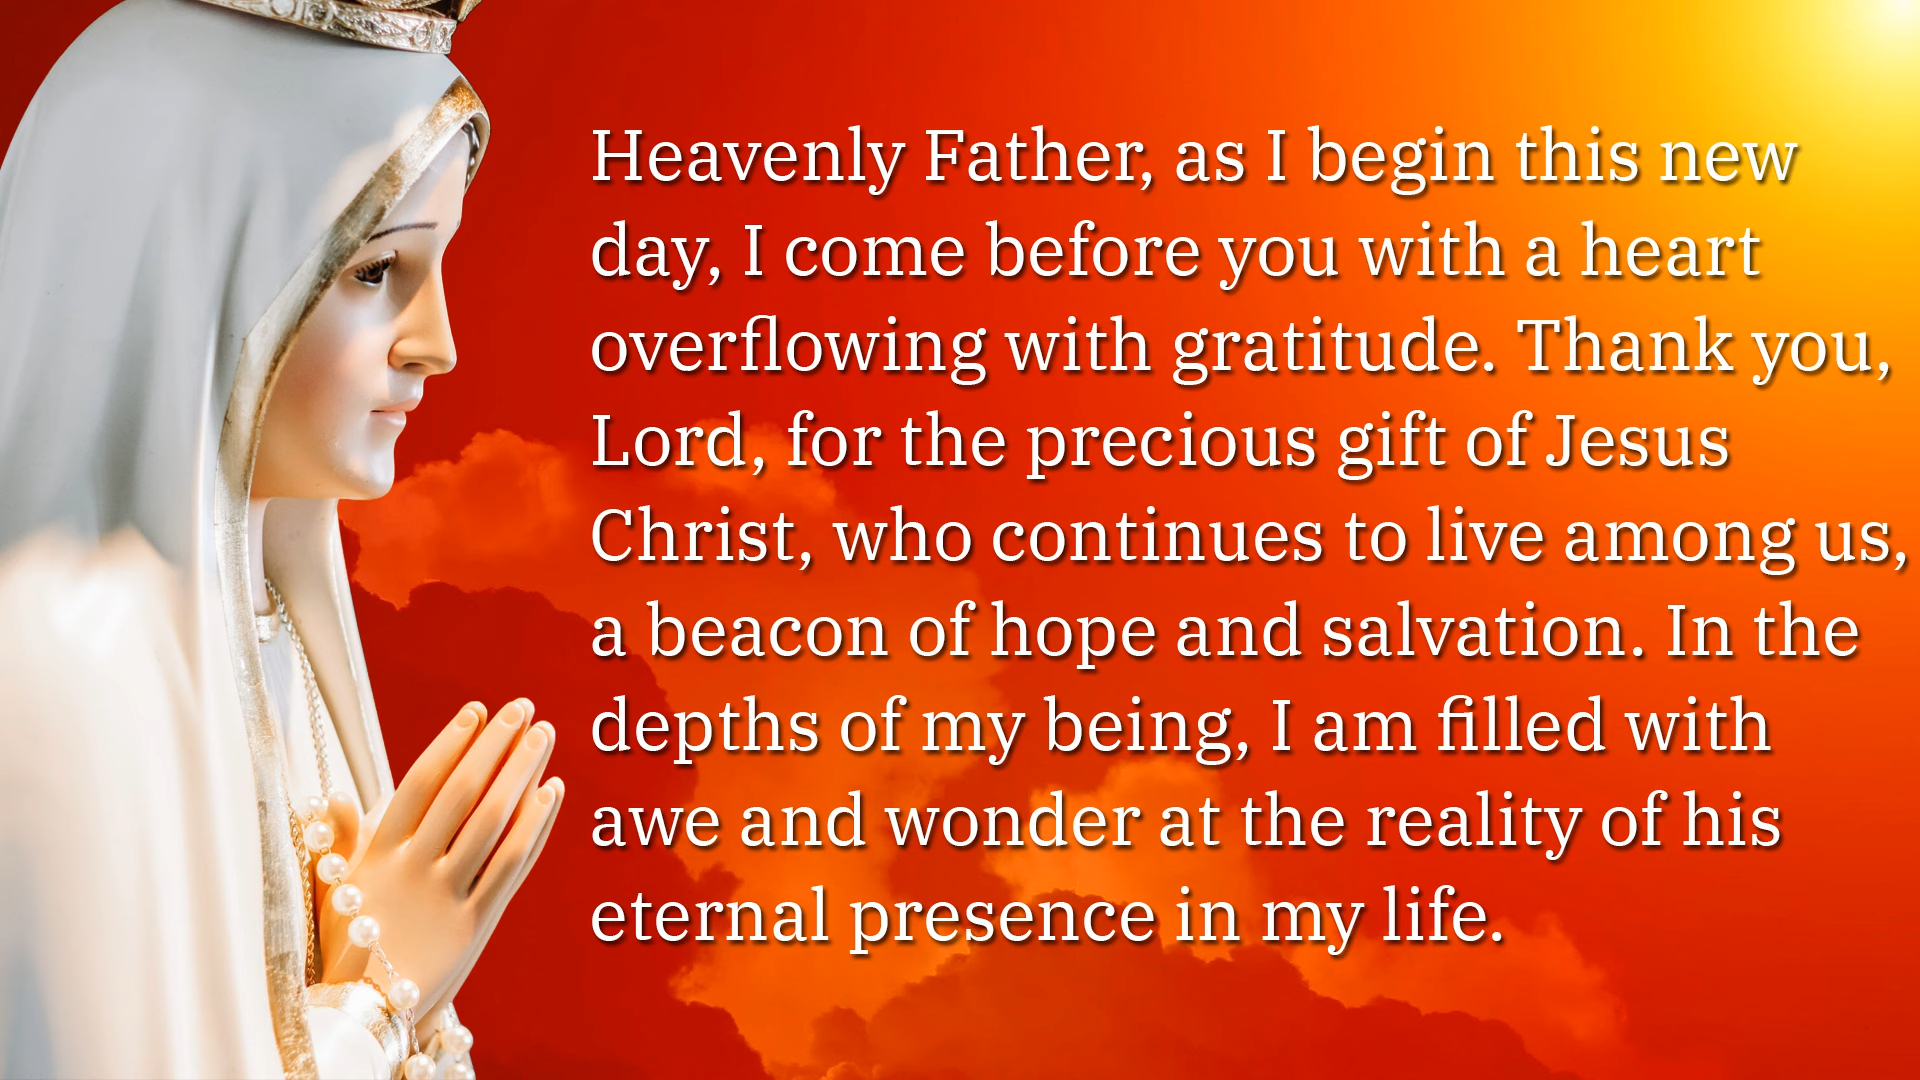 Heavenly Father, as I begin this new
day, I come before you with a heart
overflowing with gratitude. Thank you,
Lord, for the precious gift of Jesus
Christ, who continues to live among us,
a beacon of hope and salvation. In the
depths of my being, I am filled with
awe and wonder at the reality of his
eternal presence in my life.